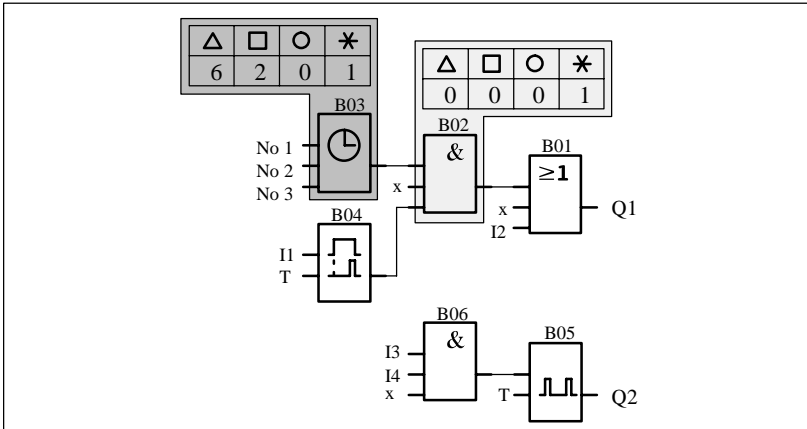 6 2 0 1
0 0 0 1
B03
B02
B01
No 1
No 2
No 3
&
x
≥1
x
I2
Q1
B04
I1
T
B06
B05
I3
I4
x
&
T
Q2